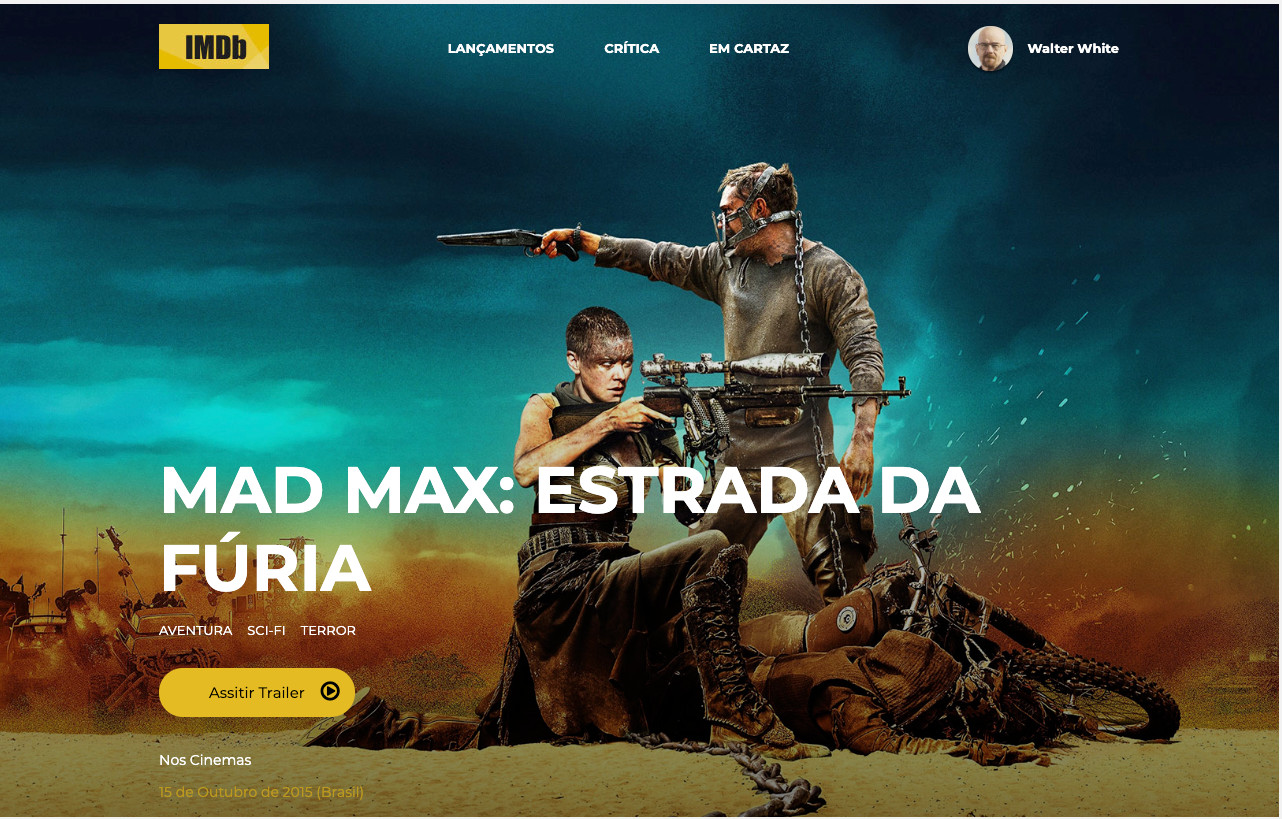 IMDb
LANÇAMENTOS CRÍTICA EM CARTAZ
Walter White
MAD MAX: ESTRADA DA
FÚRIA
AVENTURA SCI-FI TERROR
Assitir Trailer
Nos Cinemas
15 de Outubro de 2015 (Brasil)